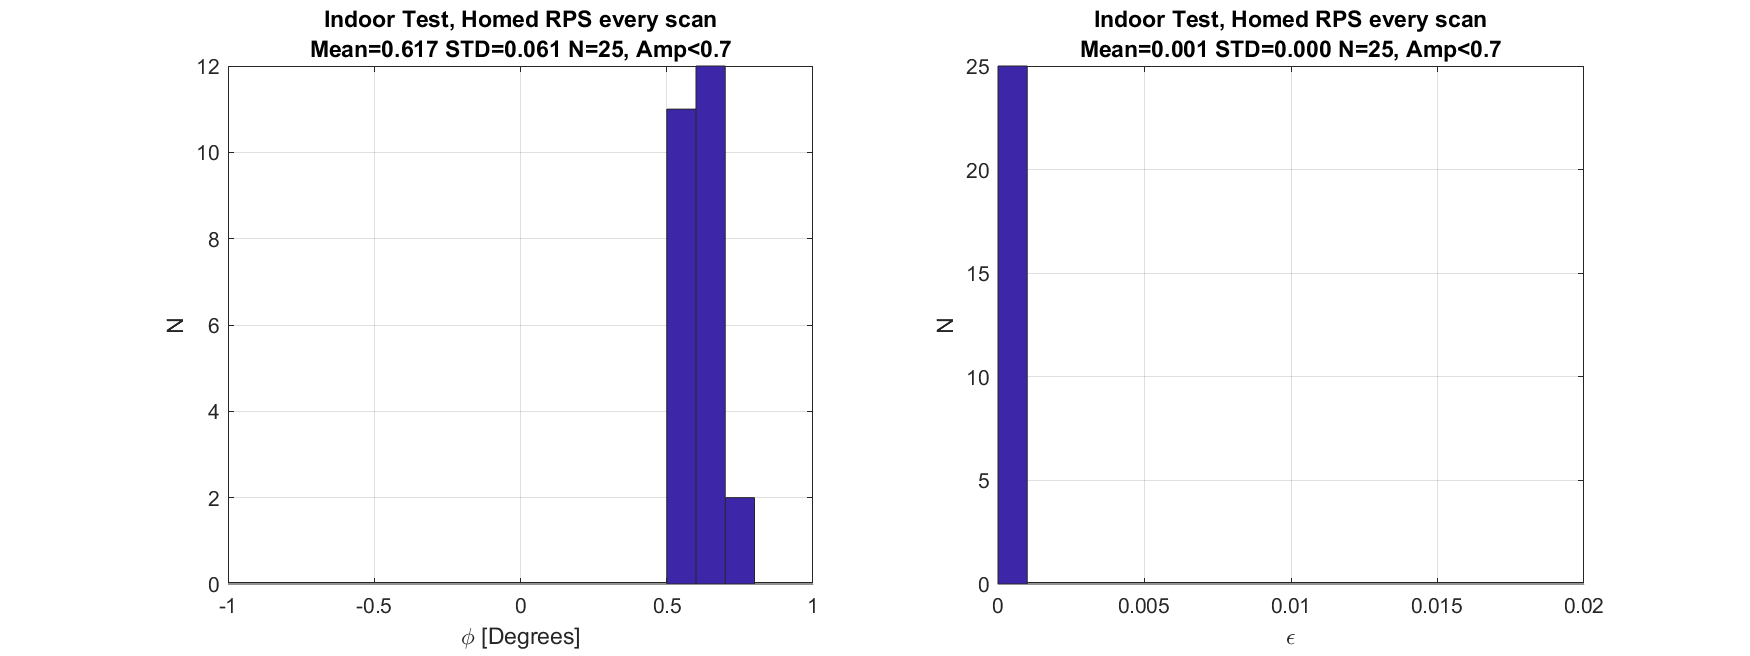 Indoor Test, Homed RPS every scan
Mean=0.617 STD=0.061 N=25, Amp<0.7
12
10
8
6
4
2
0
N
-1 -0.5 0 0.5 1
ϕ [Degrees]
Indoor Test, Homed RPS every scan
Mean=0.001 STD=0.000 N=25, Amp<0.7
25
20
15
10
5
0
N
0 0.005 0.01 0.015 0.02
ϵ